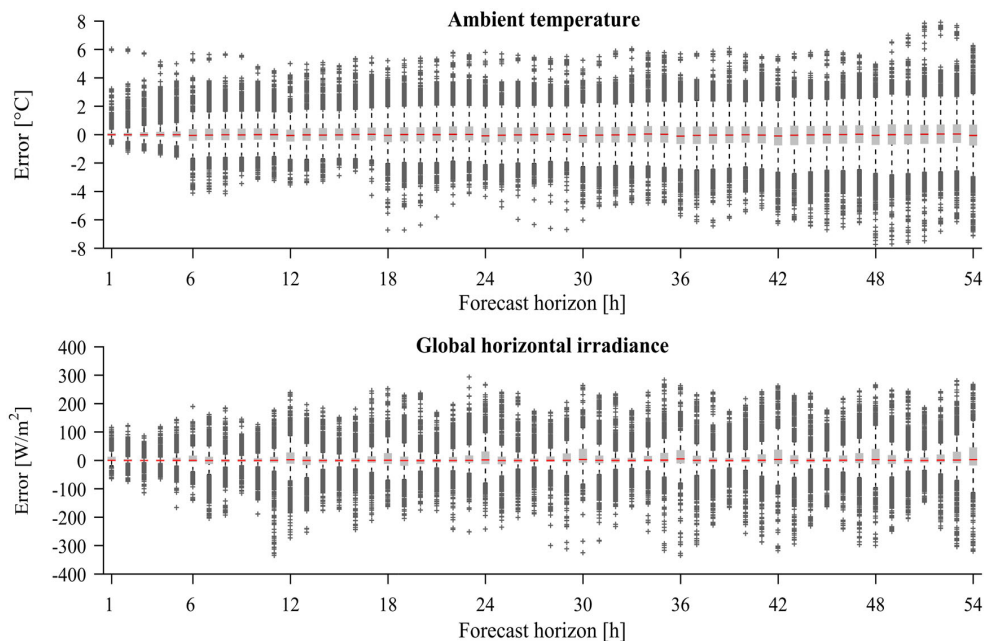 Ambient temperature
Error [°C]
8
6
4
2
0
-2
-4
-6
-8
1 6 12 18 24 30 36 42 48 54
Forecast horizon [h]
Global horizontal irradiance
Error [W/m²]
400
300
200
100
0
-100
-200
-300
-400
1 6 12 18 24 30 36 42 48 54
Forecast horizon [h]